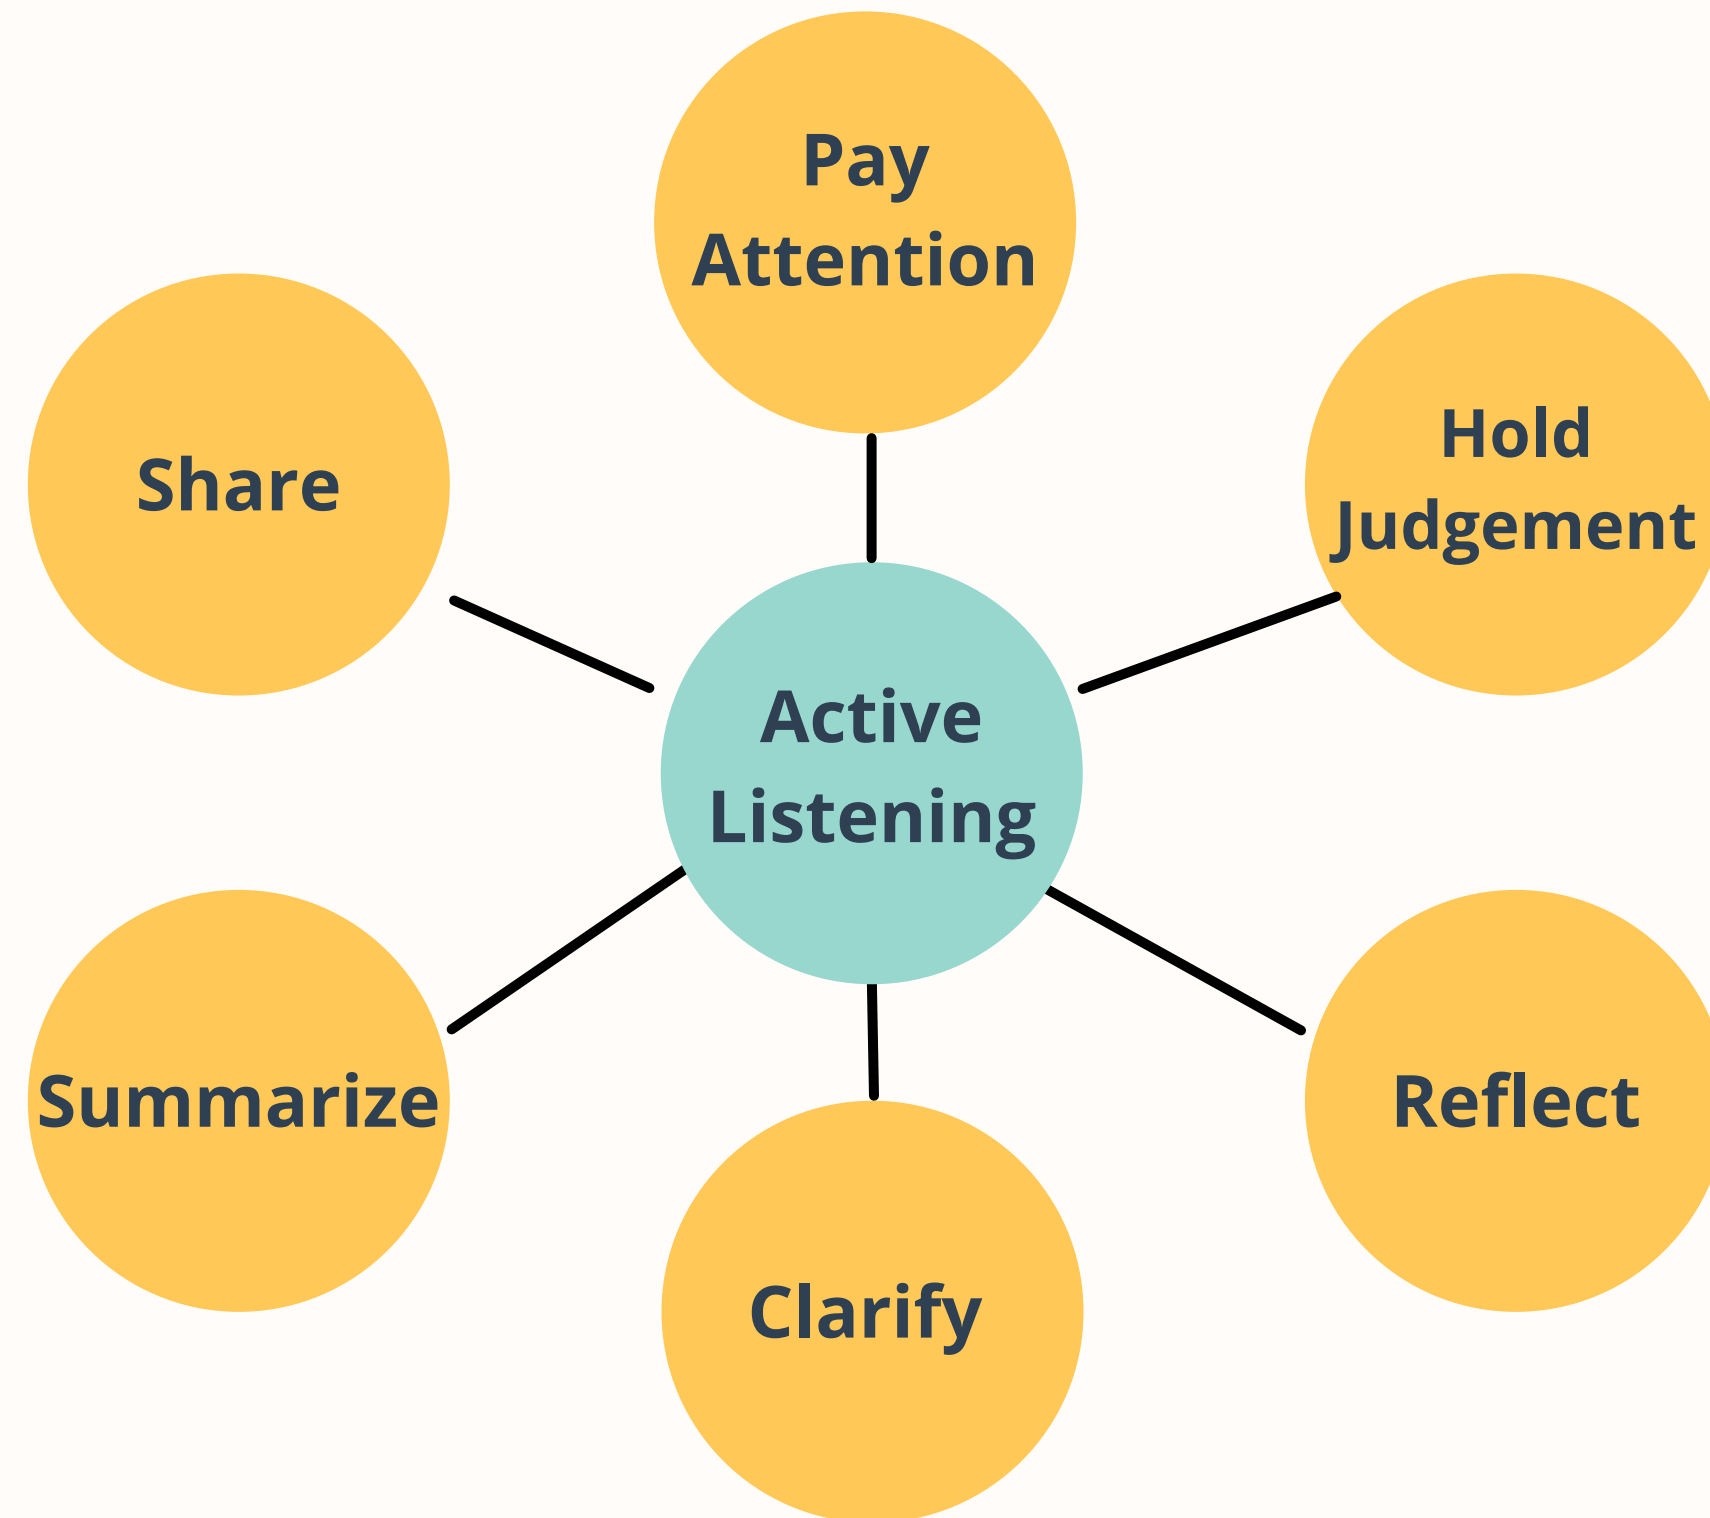 Pay
Attention
Share
Hold
Judgement
Active
Listening
Summarize
Reflect
Clarify